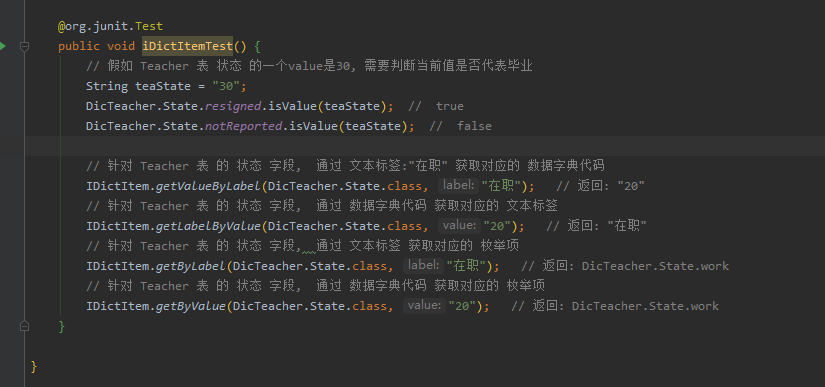 @org.junit.Test
public void iDictItemTest() {
// 假如 Teacher 表 状态 的一个value是30, 需要判断当前值是否代表毕业
String teaState = "30";
DicTeacher.State.resigned.isValue(teaState);  //  true
DicTeacher.State.notReported.isValue(teaState);  //  false
// 针对 Teacher 表 的 状态 字段,  通过 文本标签:"在职" 获取对应的 数据字典代码
IDictItem.getValueByLabel(DicTeacher.State.class, label: "在职");  // 返回: "20"
// 针对 Teacher 表 的 状态 字段,  通过 数据字典代码 获取对应的 文本标签
IDictItem.getLabelByValue(DicTeacher.State.class, value: "20");  // 返回: "在职"
// 针对 Teacher 表 的 状态 字段,  通过 文本标签 获取对应的 枚举项
IDictItem.getByLabel(DicTeacher.State.class, label: "在职");  // 返回: DicTeacher.State.work
// 针对 Teacher 表 的 状态 字段,  通过 数据字典代码 获取对应的 枚举项
IDictItem.getByValue(DicTeacher.State.class, value: "20");  // 返回: DicTeacher.State.work
}
}